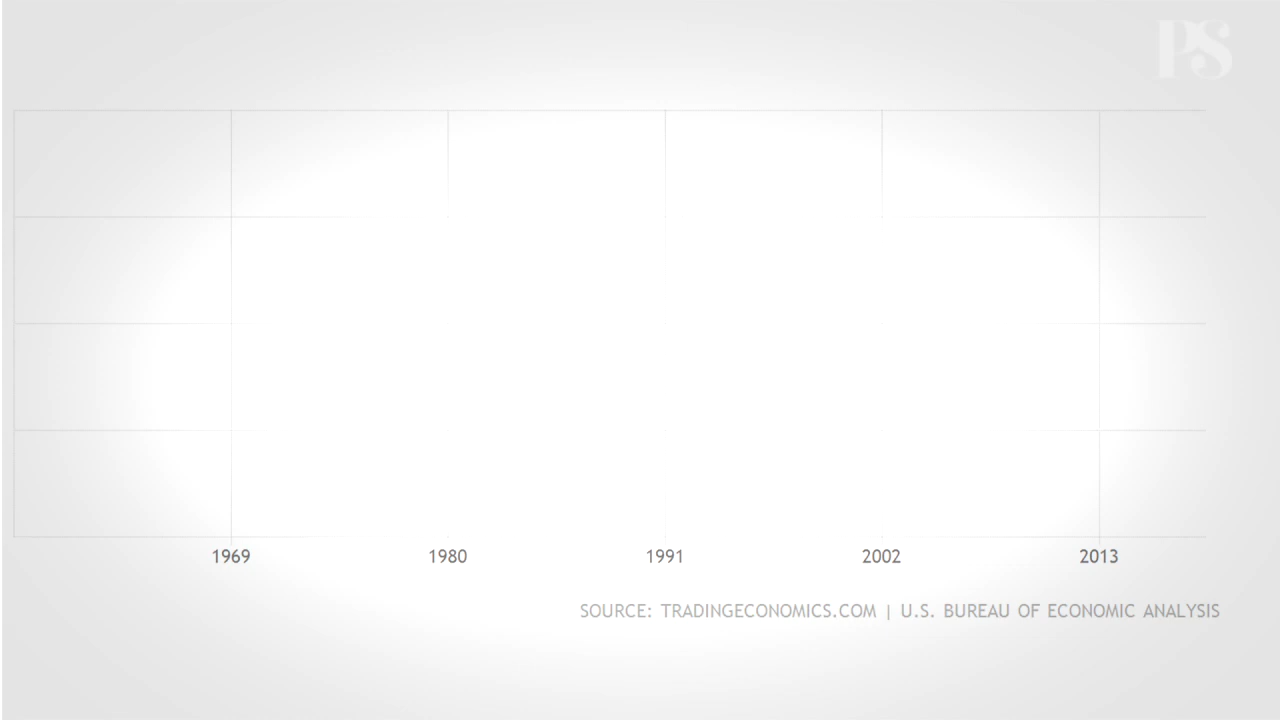 PS
1969 1980 1991 2002 2013
SOURCE: TRADINGECONOMICS.COM | U.S. BUREAU OF ECONOMIC ANALYSIS